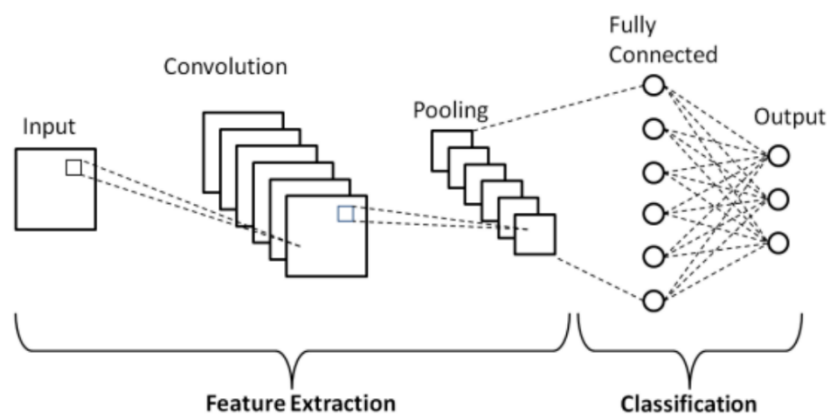 Input
Convolution
Pooling
Fully
Connected
Output
Feature Extraction
Classification